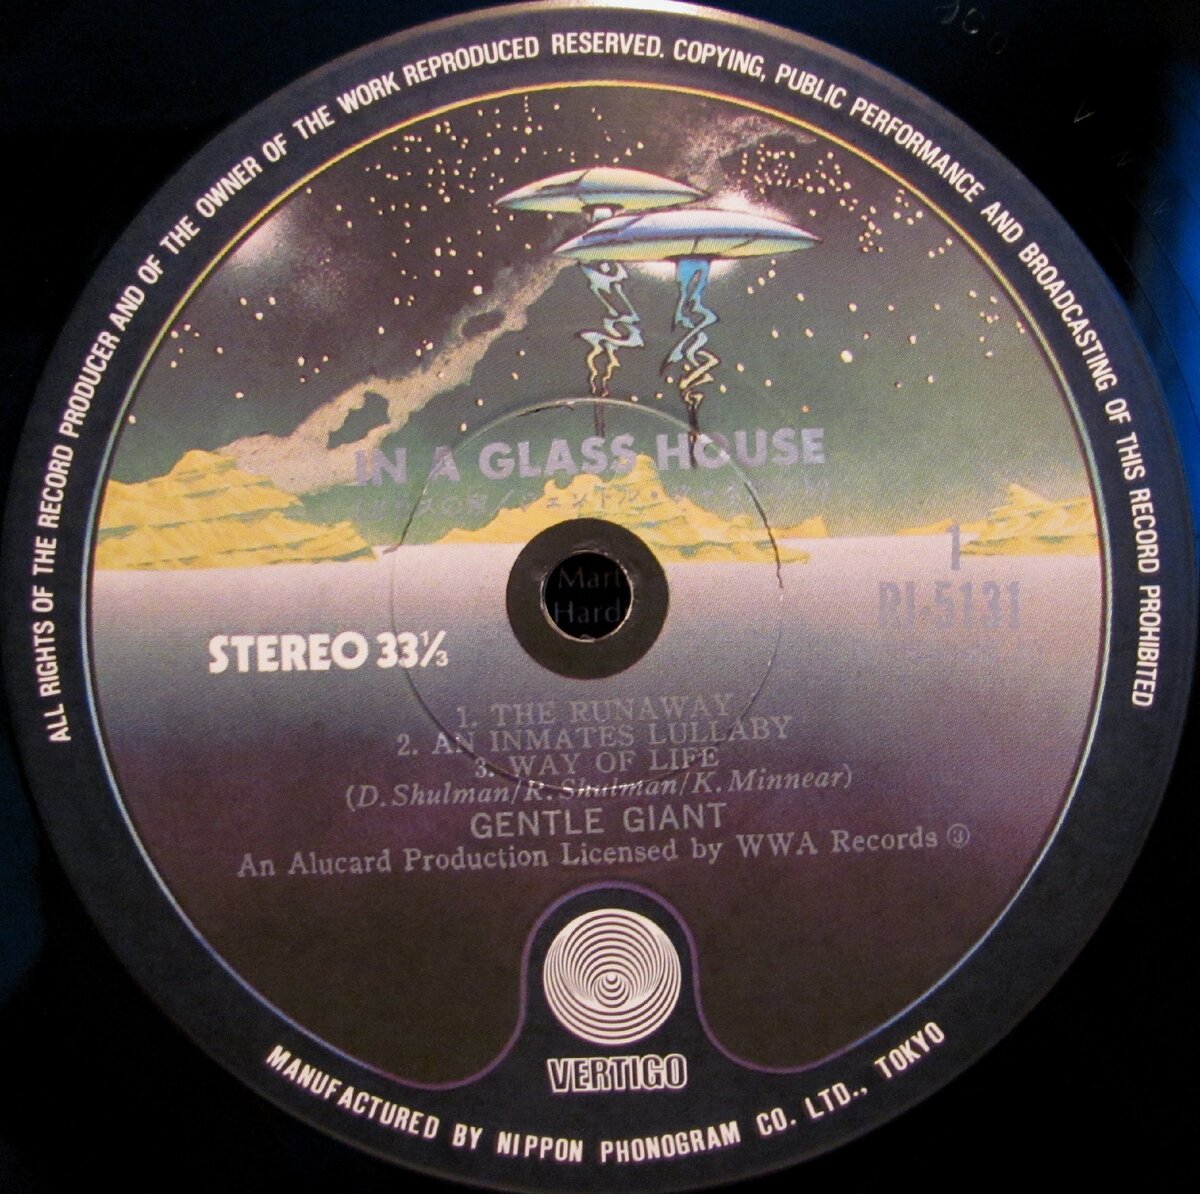 ALL RIGHTS OF THE RECORD PRODUCER AND OF THE OWNER OF THE WORK REPRODUCED RESERVED. COPYING, PUBLIC PERFORMANCE AND BROADCASTING OF THIS RECORD PROHIBITED
IN A GLASS HOUSE
1
STEREO 33⅓
1. THE RUNAWAY
2. AN INMATES LULLABY
3. WAY OF LIFE
(D.Shulman/R.Shulman/K.Minnear)
GENTLE GIANT
An Alucard Production Licensed by WWA Records ③
VERTIGO
MANUFACTURED BY NIPPON PHONOGRAM CO. LTD., TOKYO